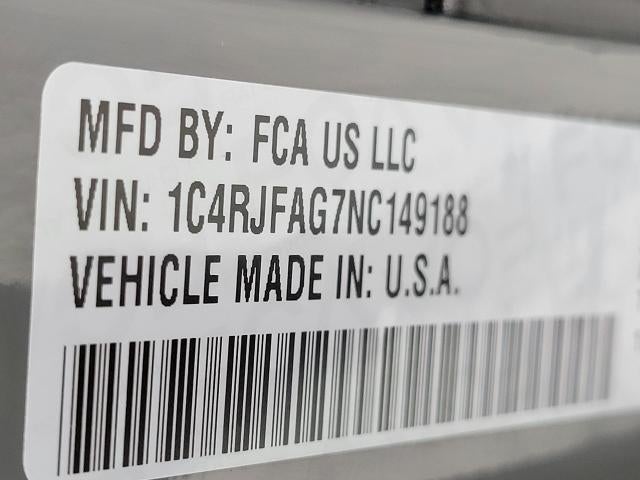 MFD BY: FCA US LLC
VIN: 1C4RJFAG7NC149188
VEHICLE MADE IN: U.S.A.